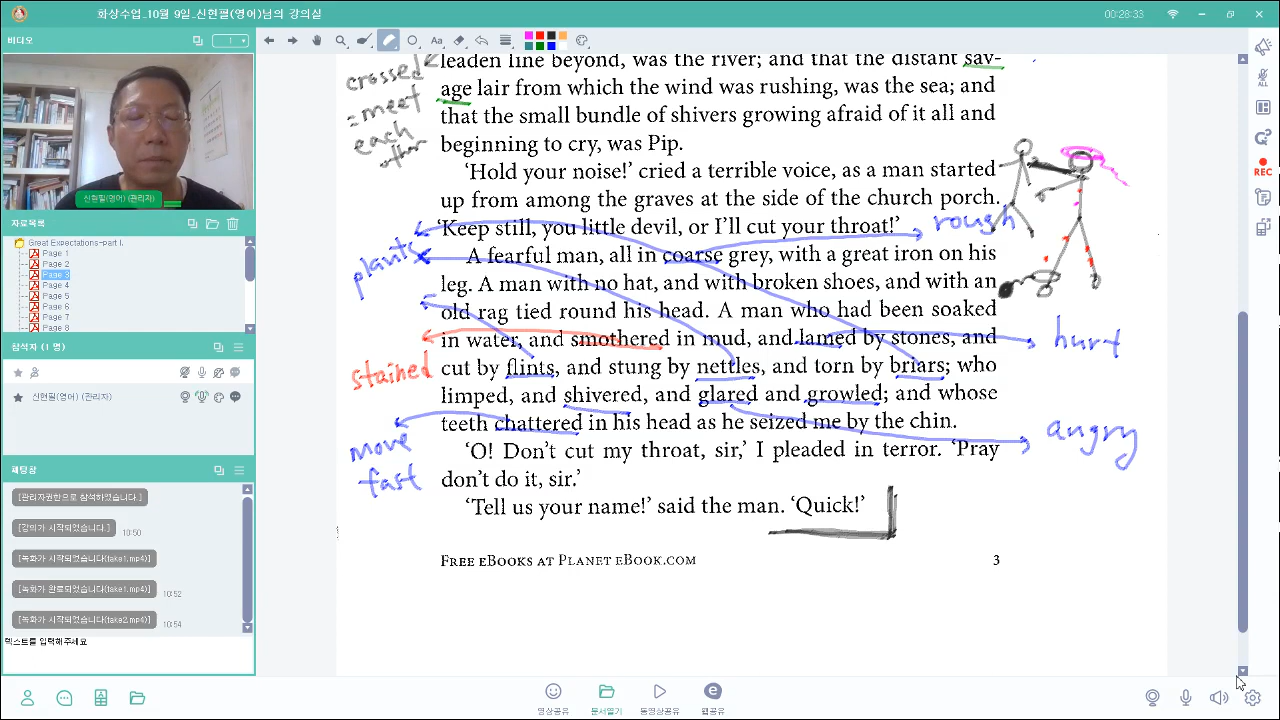 화상수업_10월 9일_신현필(영어)님의 강의실
00:28:33
비디오
1
신현필(영어) (관리자)
자료목록
Great Expectations-part I.
Page 1
Page 2
Page 3
Page 4
Page 5
Page 6
Page 7
Page 8
참석자 (1 명)
신현필(영어) (관리자)
채팅창
[관리자권한으로 참석하였습니다.]
[강의가 시작되었습니다.]
10:50
[녹화가 시작되었습니다(take1.mp4)]
[녹화가 완료되었습니다(take1.mp4)]
10:52
[녹화가 시작되었습니다(take2.mp4)]
10:54
텍스트를 입력해주세요
Aa
ALL
REC
crossed
=meet
each
other
plants
stained
move
fast
leaden line beyond, was the river; and that the distant sav-
age lair from which the wind was rushing, was the sea; and
that the small bundle of shivers growing afraid of it all and
beginning to cry, was Pip.
‘Hold your noise!’ cried a terrible voice, as a man started
up from among the graves at the side of the church porch.
‘Keep still, you little devil, or I’ll cut your throat!’
A fearful man, all in coarse grey, with a great iron on his
leg. A man with no hat, and with broken shoes, and with an
old rag tied round his head. A man who had been soaked
in water, and smothered in mud, and lamed by stones, and
cut by flints, and stung by nettles, and torn by briars; who
limped, and shivered, and glared and growled; and whose
teeth chattered in his head as he seized me by the chin.
‘O! Don’t cut my throat, sir,’ I pleaded in terror. ‘Pray
don’t do it, sir.’
‘Tell us your name!’ said the man. ‘Quick!’
rough
hurt
angry
Free eBooks at Planet eBook.com
3
영상공유
문서열기
동영상공유
웹공유